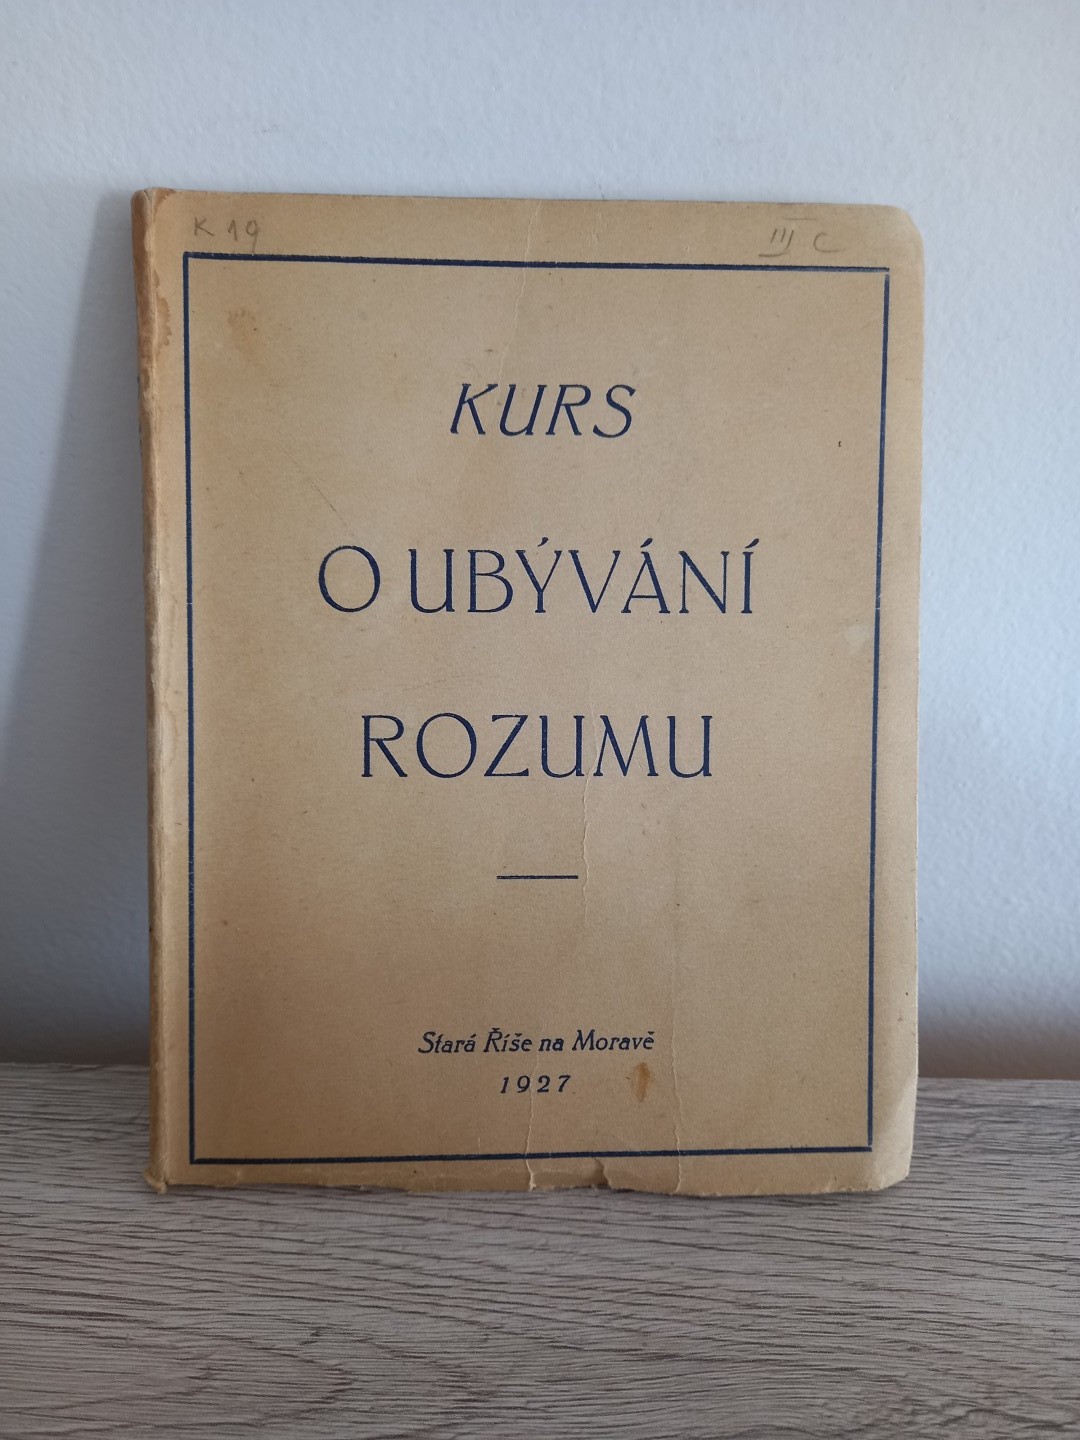 K 19
III C
KURS
O UBÝVÁNÍ
ROZUMU
Stará Říše na Moravě
1927